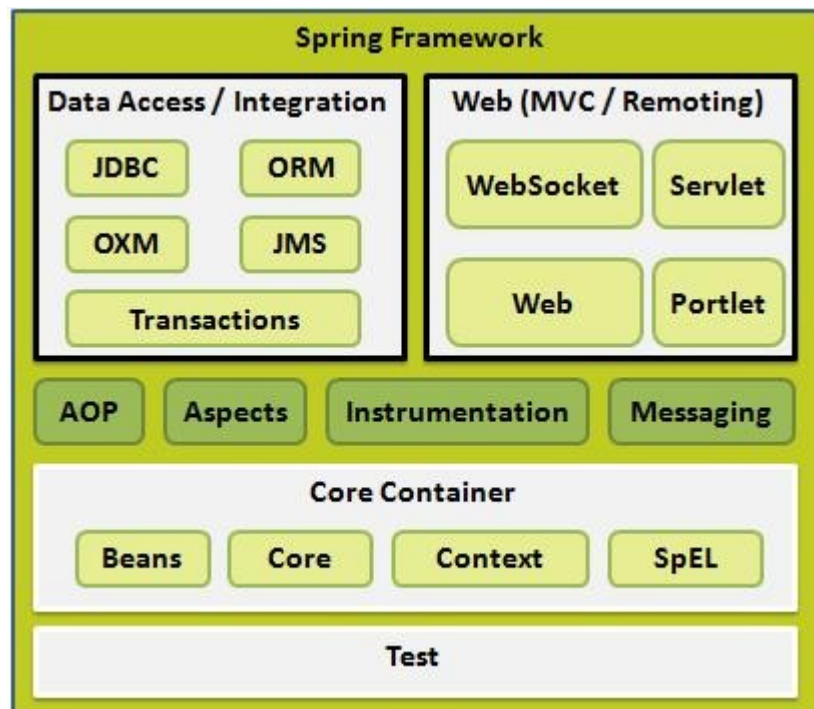 Spring Framework
Data Access / Integration
JDBC
ORM
OXM
JMS
Transactions
Web (MVC / Remoting)
WebSocket
Servlet
Web
Portlet
AOP
Aspects
Instrumentation
Messaging
Core Container
Beans
Core
Context
SpEL
Test